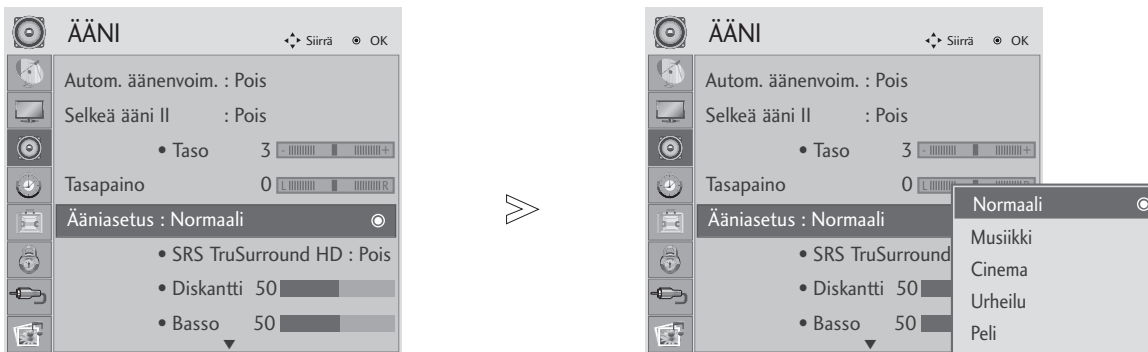 ÄÄNI Siirrä OK
Autom. äänenvoim. : Pois
Selkeä ääni II : Pois
• Taso 3 - +
Tasapaino 0 L R
Ääniasetus : Normaali
• SRS TruSurround HD : Pois
• Diskantti 50
• Basso 50
ÄÄNI Siirrä OK
Autom. äänenvoim. : Pois
Selkeä ääni II : Pois
• Taso 3 - +
Tasapaino 0 L
Ääniasetus : Normaali
• SRS TruSurround
• Diskantti 50
• Basso 50
Normaali
Musiikki
Cinema
Urheilu
Peli